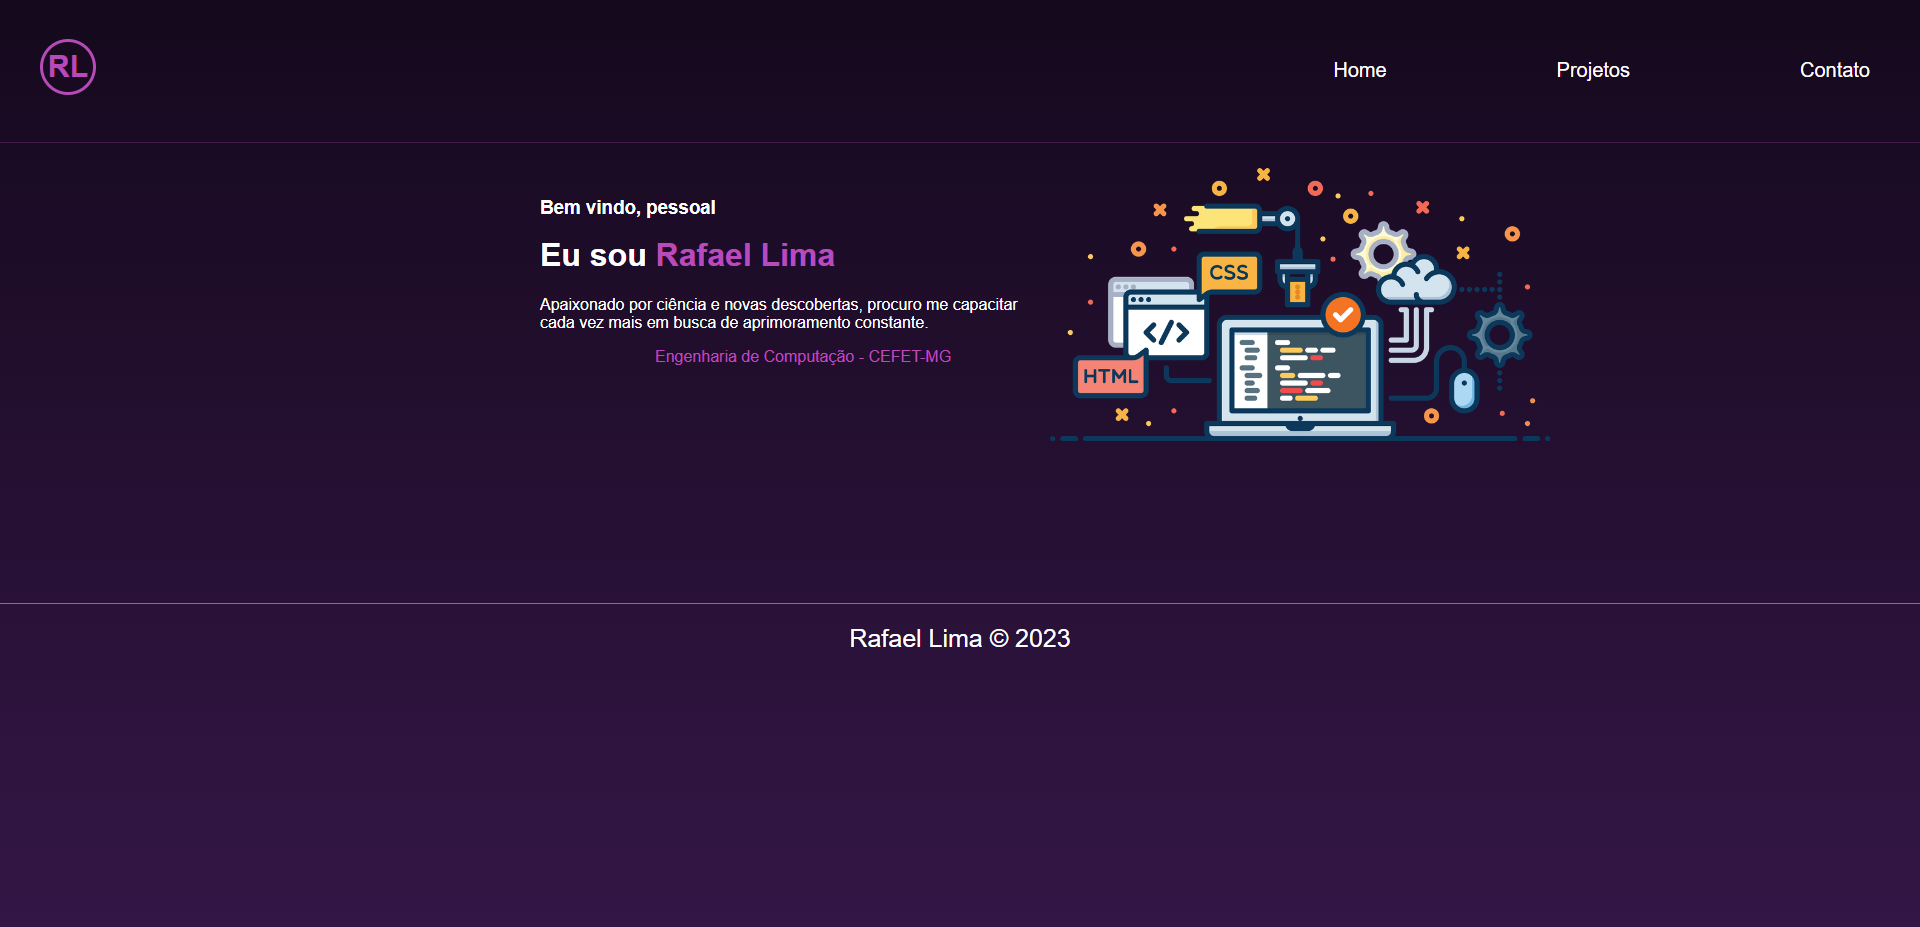 RL
Home
Projetos
Contato
Bem vindo, pessoal
Eu sou Rafael Lima
Apaixonado por ciência e novas descobertas, procuro me capacitar
cada vez mais em busca de aprimoramento constante.
Engenharia de Computação - CEFET-MG
CSS
</>
HTML
Rafael Lima © 2023